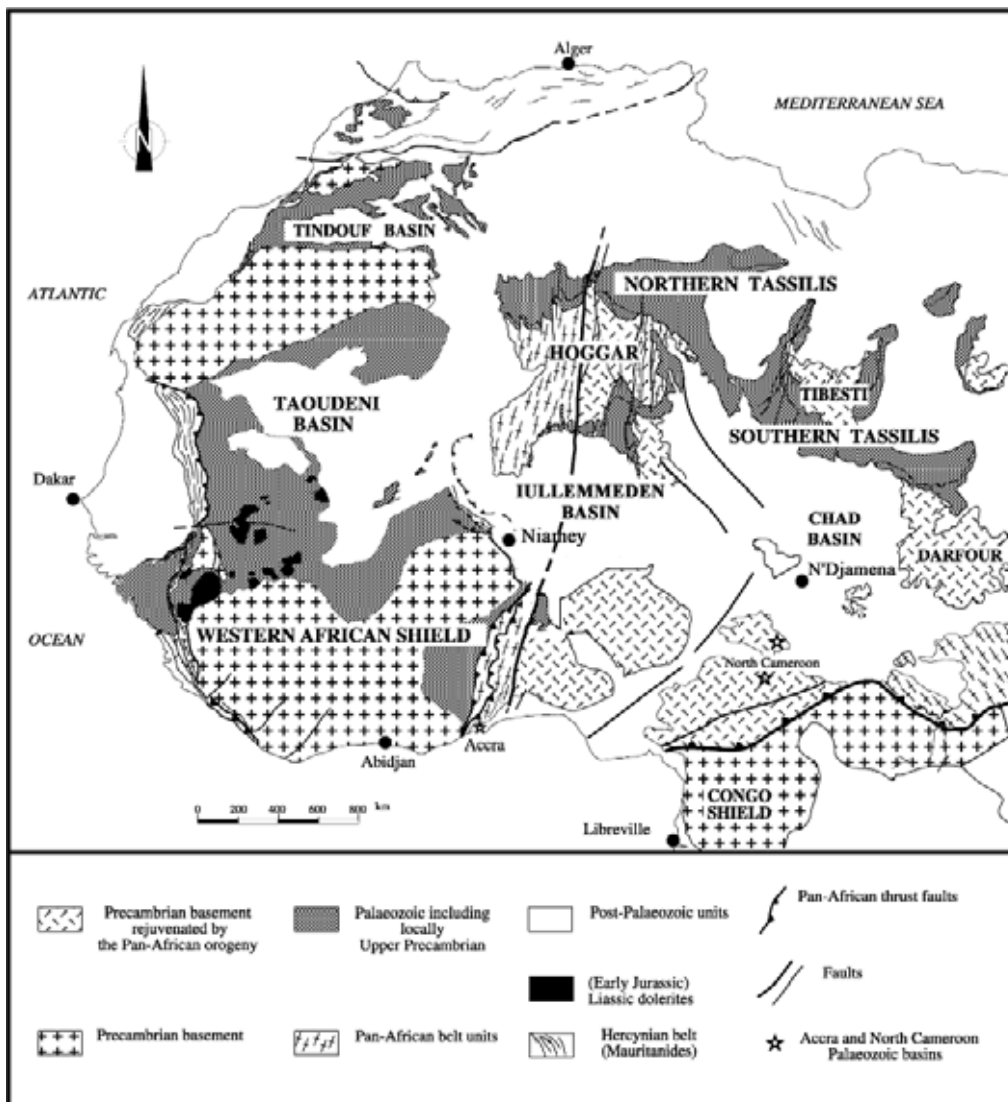 Alger
MEDITERRANEAN SEA
N
TINDOUF BASIN
ATLANTIC
NORTHERN TASSILIS
HOGGAR
TIBESTI
TAOUDENI
BASIN
SOUTHERN TASSILIS
Dakar
IULLEMMEDEN
BASIN
CHAD
BASIN
Niamey
DARFOUR
N'Djamena
OCEAN
WESTERN AFRICAN SHIELD
North Cameroon
Accra
Abidjan
CONGO
SHIELD
km
0 200 400 600 800
Libreville
Precambrian basement
rejuvenated by
the Pan-African orogeny
Palaeozoic including
locally
Upper Precambrian
Post-Palaeozoic units
Pan-African thrust faults
(Early Jurassic)
Liassic dolerites
Faults
Precambrian basement
Pan-African belt units
Hercynian belt
(Mauritanides)
Accra and North Cameroon
Palaeozoic basins